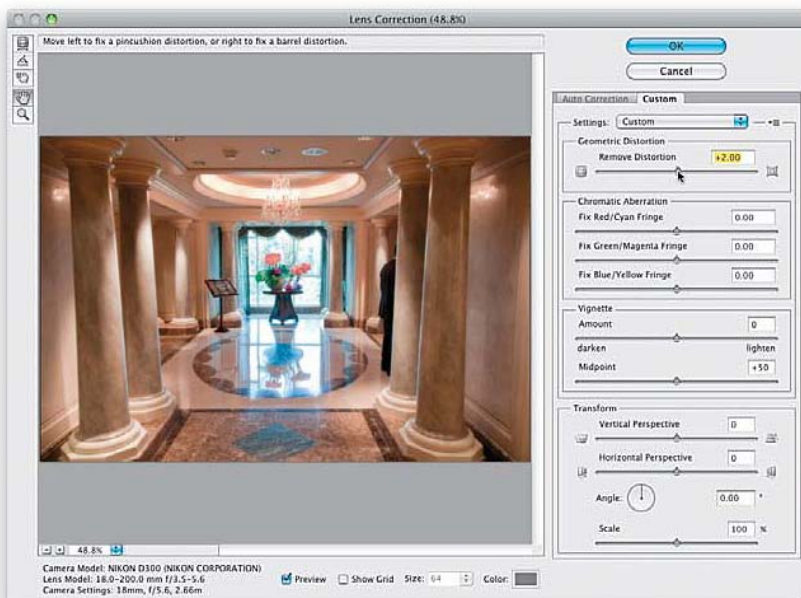 Lens Correction (48.8%)
Move left to fix a pincushion distortion, or right to fix a barrel distortion.
OK
Cancel
Auto Correction Custom
Settings: Custom
Geometric Distortion
Remove Distortion +2.00
Chromatic Aberration
Fix Red/Cyan Fringe 0.00
Fix Green/Magenta Fringe 0.00
Fix Blue/Yellow Fringe 0.00
Vignette
Amount 0
darken lighten
Midpoint +50
Transform
Vertical Perspective 0
Horizontal Perspective 0
Angle: 0.00 °
Scale 100 %
48.8%
Camera Model: NIKON D300 (NIKON CORPORATION)
Lens Model: 18.0-200.0 mm f/3.5-5.6
Camera Settings: 18mm, f/5.6, 2.66m
Preview Show Grid Size: 64 Color: